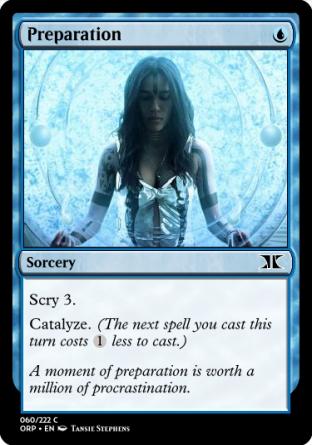 Preparation
Sorcery
Scry 3.
Catalyze. (The next spell you cast this
turn costs 1 less to cast.)
A moment of preparation is worth a
million of procrastination.
060/222 C
ORP • EN Tansie Stephens